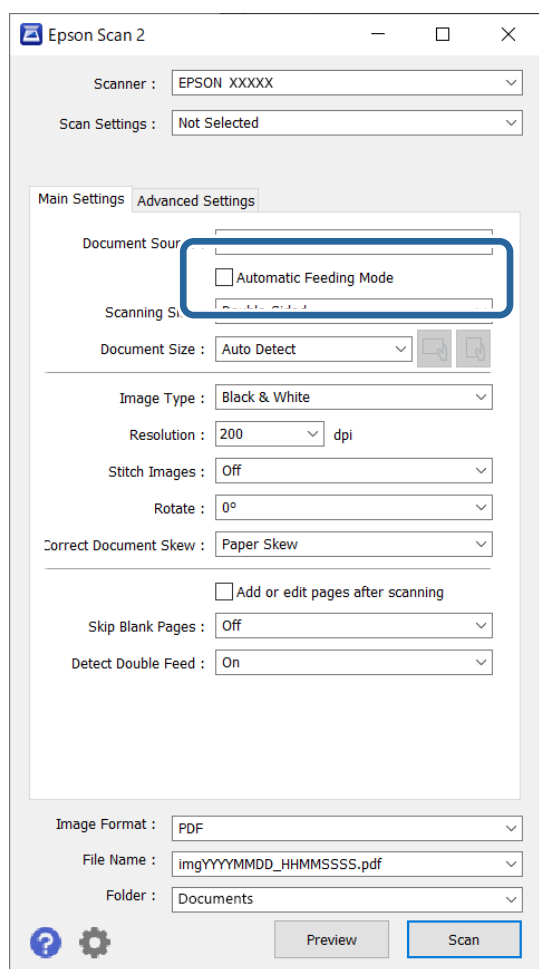 Epson Scan 2
Scanner : EPSON XXXXX
Scan Settings : Not Selected
Main Settings Advanced Settings
Document
Automatic Feeding Mode
Scanning
Document Size : Auto Detect
Image Type : Black & White
Resolution : 200 dpi
Stitch Images : Off
Rotate : 0°
Correct Document Skew : Paper Skew
Add or edit pages after scanning
Skip Blank Pages : Off
Detect Double Feed : On
Image Format : PDF
File Name : imgYYYYMMDD_HHMMSSSS.pdf
Folder : Documents
? Preview Scan